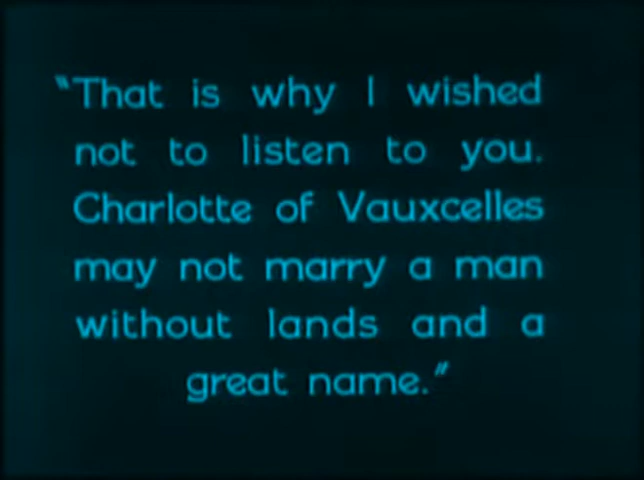 "That is why I wished
not to listen to you.
Charlotte of Vauxcelles
may not marry a man
without lands and a
great name."